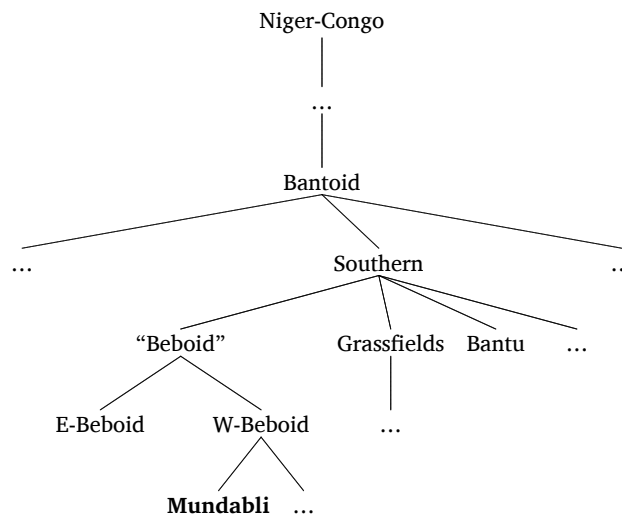 Niger-Congo
…
Bantoid
… Southern …
“Beboid” Grassfields Bantu …
E-Beboid W-Beboid …
Mundabli …